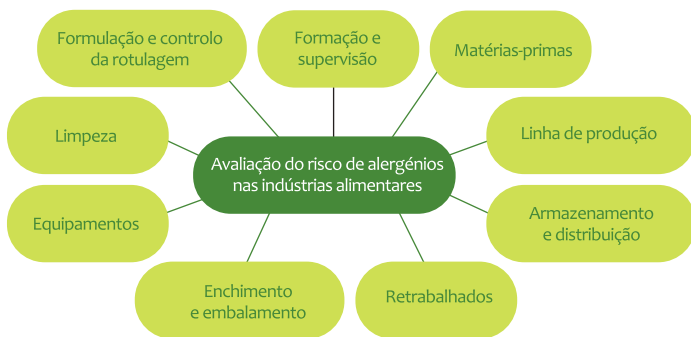 Formulação e controlo
da rotulagem
Formação e
supervisão
Matérias-primas
Limpeza
Avaliação do risco de alergénios
nas indústrias alimentares
Linha de produção
Equipamentos
Armazenamento
e distribuição
Enchimento
e embalamento
Retrabalhados